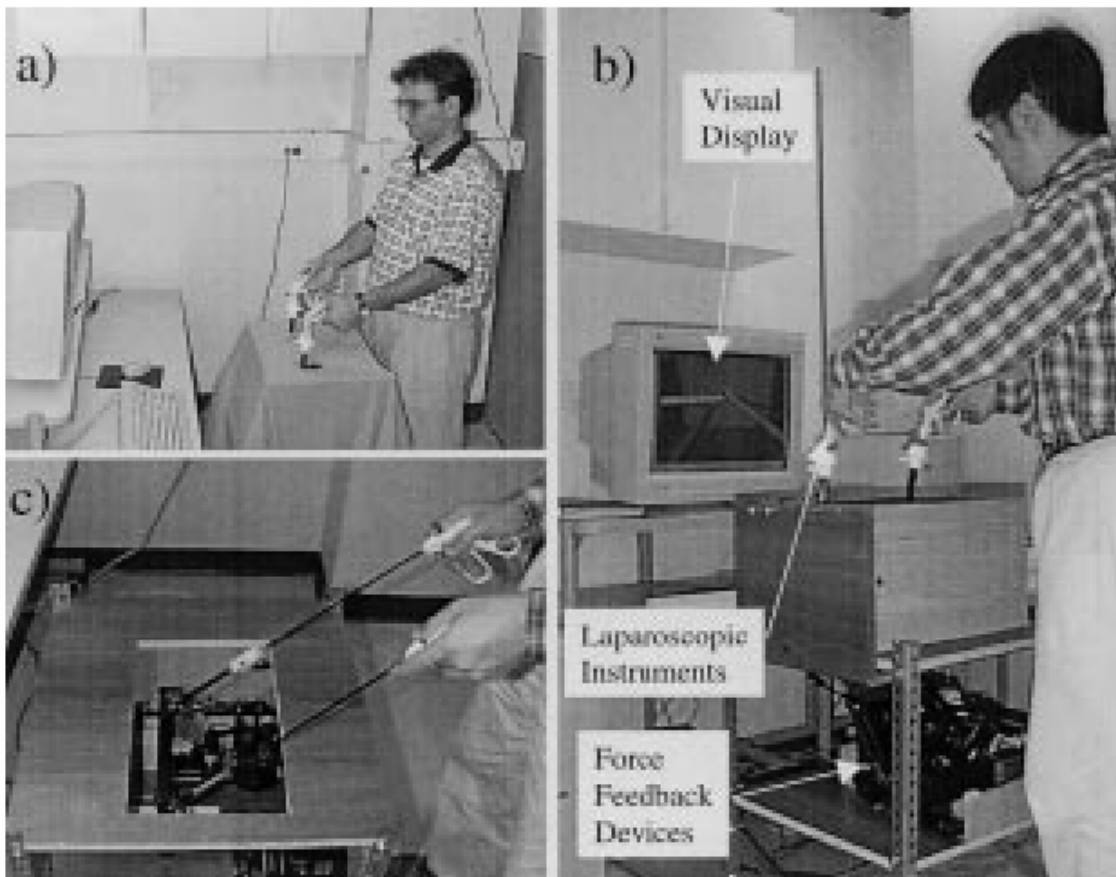 a)
b)
Visual
Display
c)
Laparoscopic
Instruments
Force
Feedback
Devices